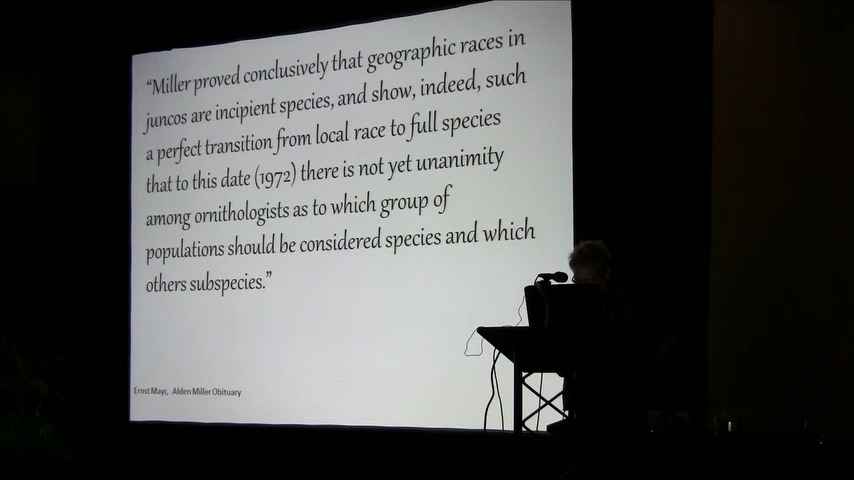 “Miller proved conclusively that geographic races in
juncos are incipient species, and show, indeed, such
a perfect transition from local race to full species
that to this date (1972) there is not yet unanimity
among ornithologists as to which group of
populations should be considered species and which
others subspecies.”
Ernst Mayr, Alden Miller Obituary